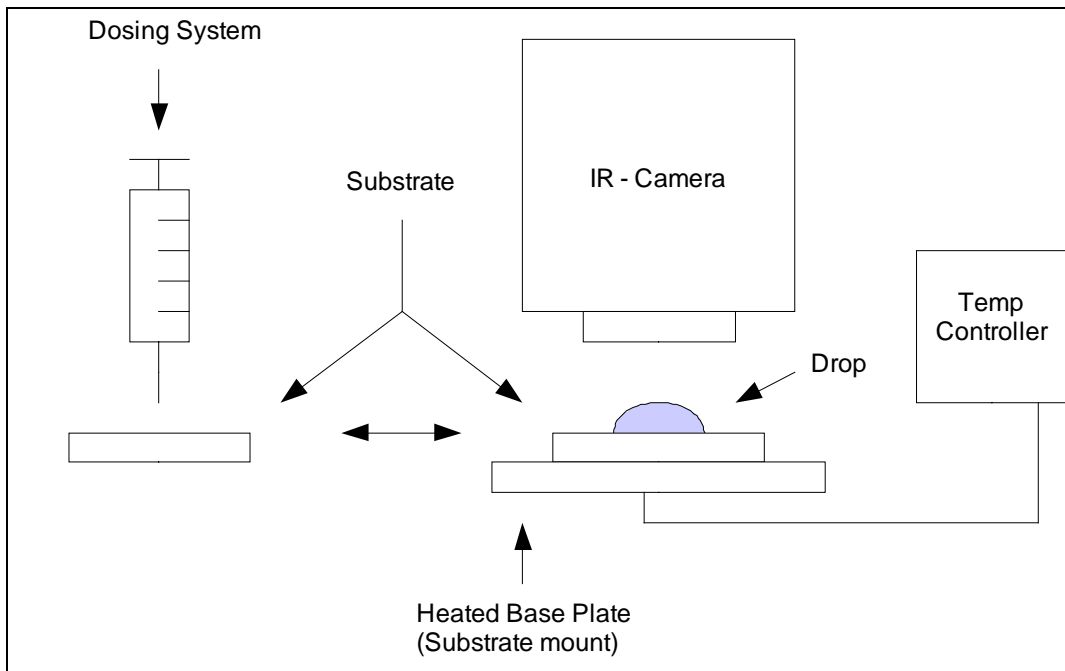 Dosing System
Substrate
IR - Camera
Temp
Controller
Drop
Heated Base Plate
(Substrate mount)